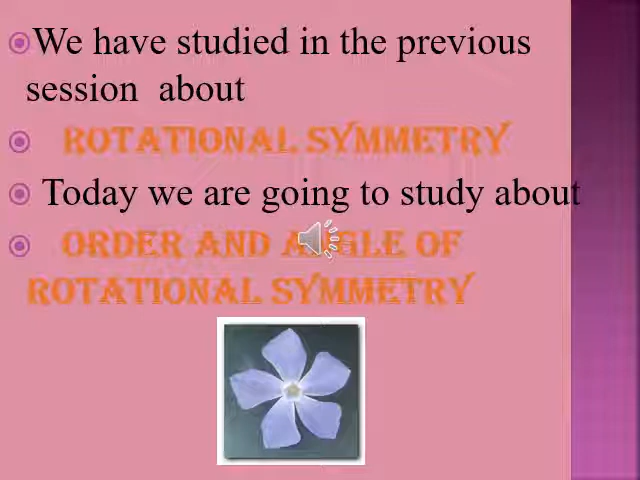 We have studied in the previous
session about
ROTATIONAL SYMMETRY
Today we are going to study about
ORDER AND ANGLE OF
ROTATIONAL SYMMETRY